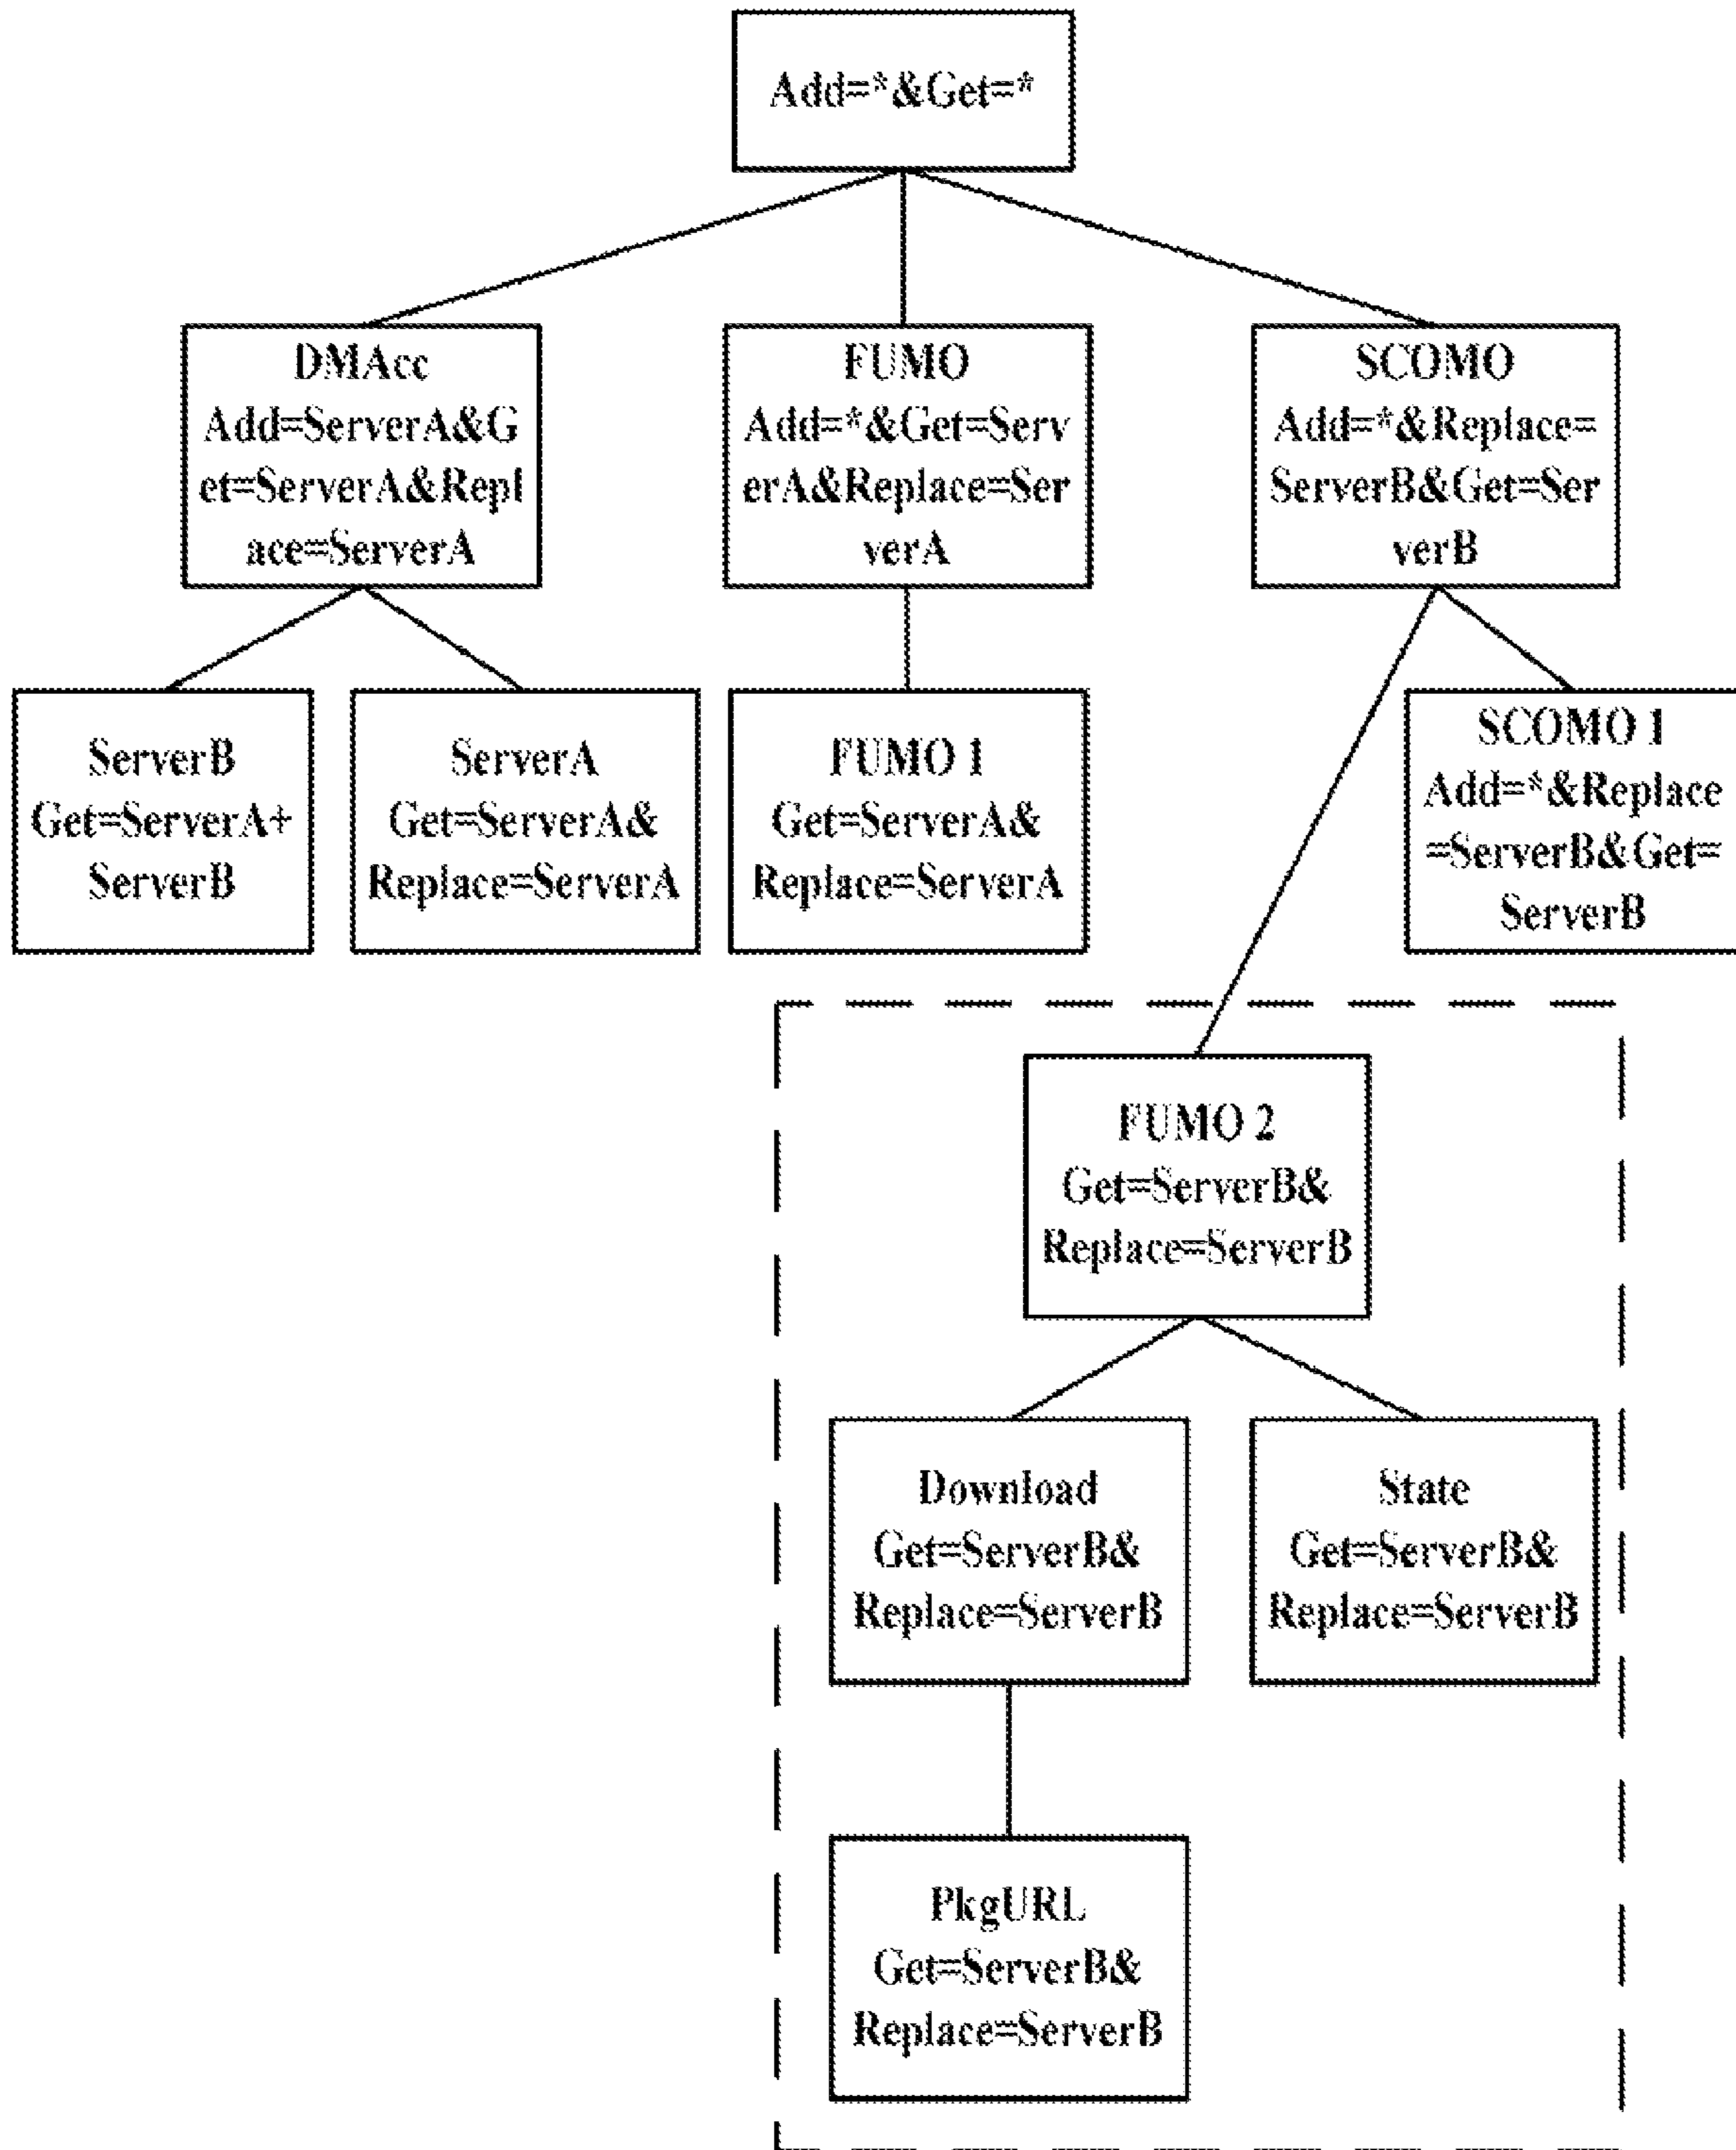 Add=*&Get=*
DMAcc
Add=ServerA&G
et=ServerA&Repl
ace=ServerA
FUMO
Add=*&Get=Serv
erA&Replace=Ser
verA
SCOMO
Add=*&Replace=
ServerB&Get=Ser
verB
ServerB
Get=ServerA+
ServerB
ServerA
Get=ServerA&
Replace=ServerA
FUMO 1
Get=ServerA&
Replace=ServerA
SCOMO 1
Add=*&Replace
=ServerB&Get=
ServerB
FUMO 2
Get=ServerB&
Replace=ServerB
Download
Get=ServerB&
Replace=ServerB
State
Get=ServerB&
Replace=ServerB
PkgURL
Get=ServerB&
Replace=ServerB